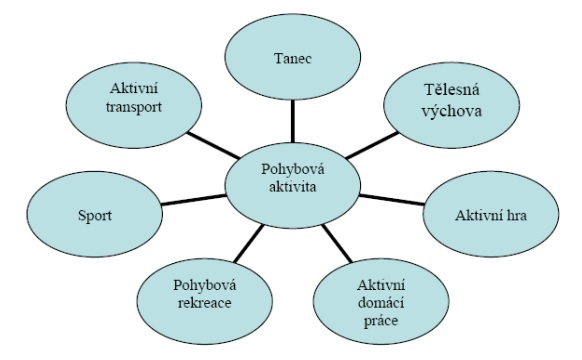 Tanec
Aktivní
transport
Tělesná
výchova
Pohybová
aktivita
Sport
Aktivní hra
Pohybová
rekreace
Aktivní
domácí
práce